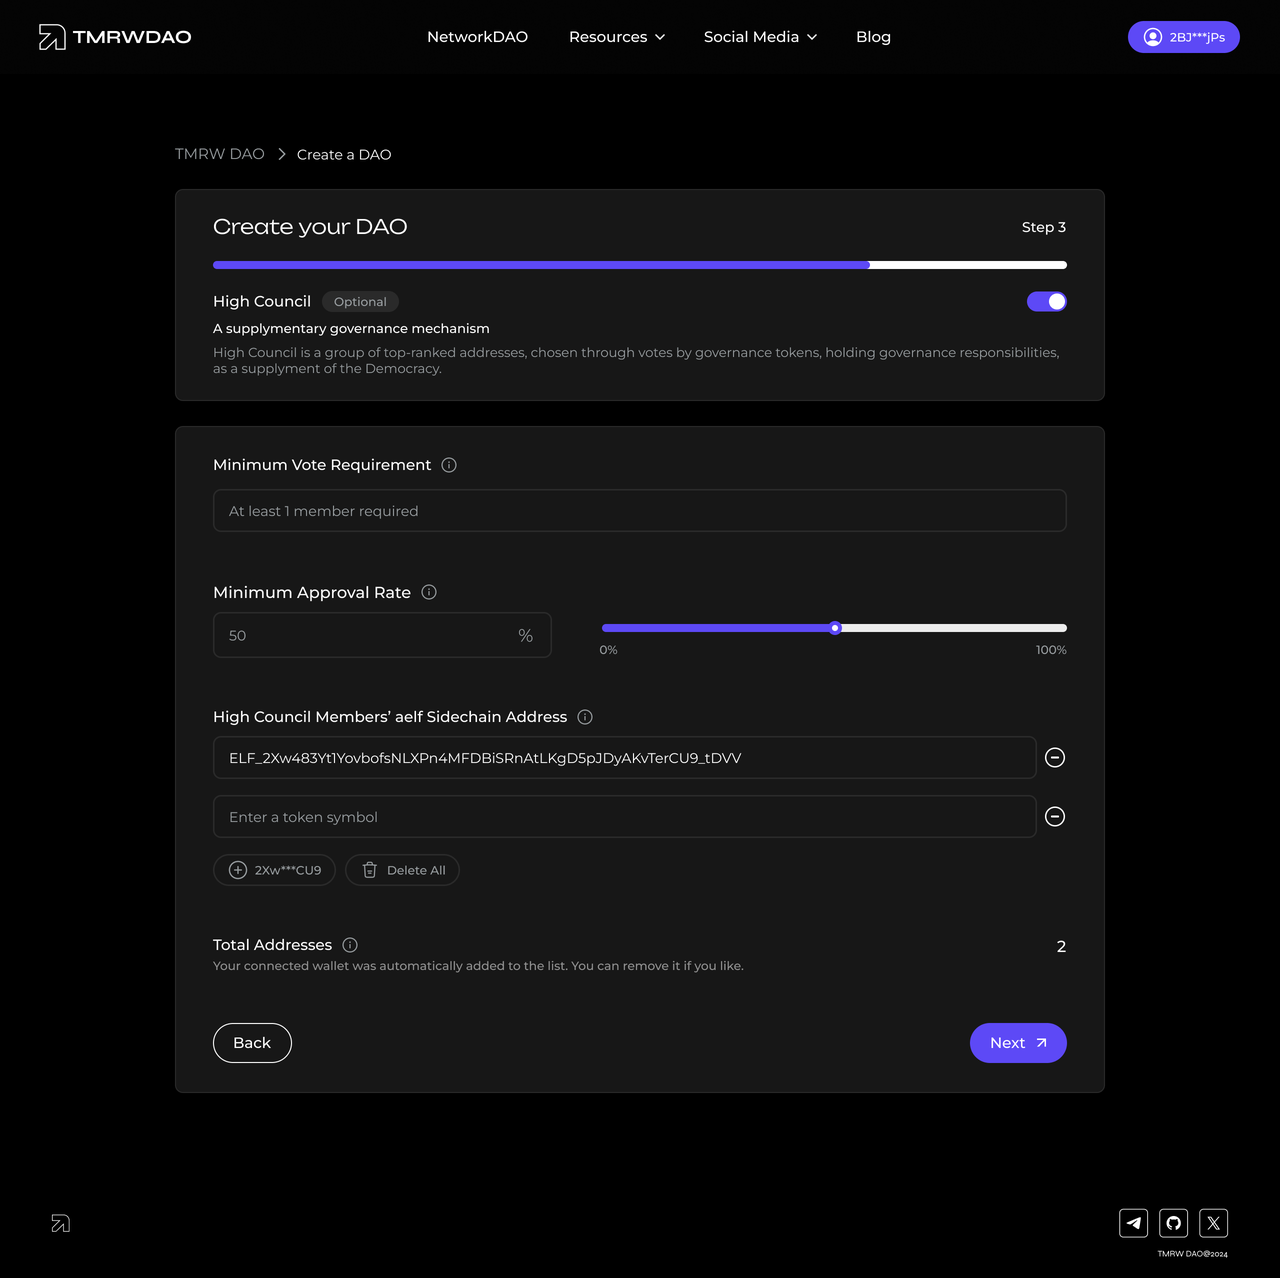 TMRWDAO
NetworkDAO
Resources
Social Media
Blog
2BJ***jPs
TMRW DAO
Create a DAO
Create your DAO
Step 3
High Council
Optional
A supplymentary governance mechanism
High Council is a group of top-ranked addresses, chosen through votes by governance tokens, holding governance responsibilities,
as a supplyment of the Democracy.
Minimum Vote Requirement
At least 1 member required
Minimum Approval Rate
50
%
0%
100%
High Council Members’ aelf Sidechain Address
ELF_2Xw483Yt1YovbofsNLXPn4MFDBiSRnAtLKgD5pJDyAKvTerCU9_tDVV
Enter a token symbol
2Xw***CU9
Delete All
Total Addresses
2
Your connected wallet was automatically added to the list. You can remove it if you like.
Back
Next
TMRW DAO@2024